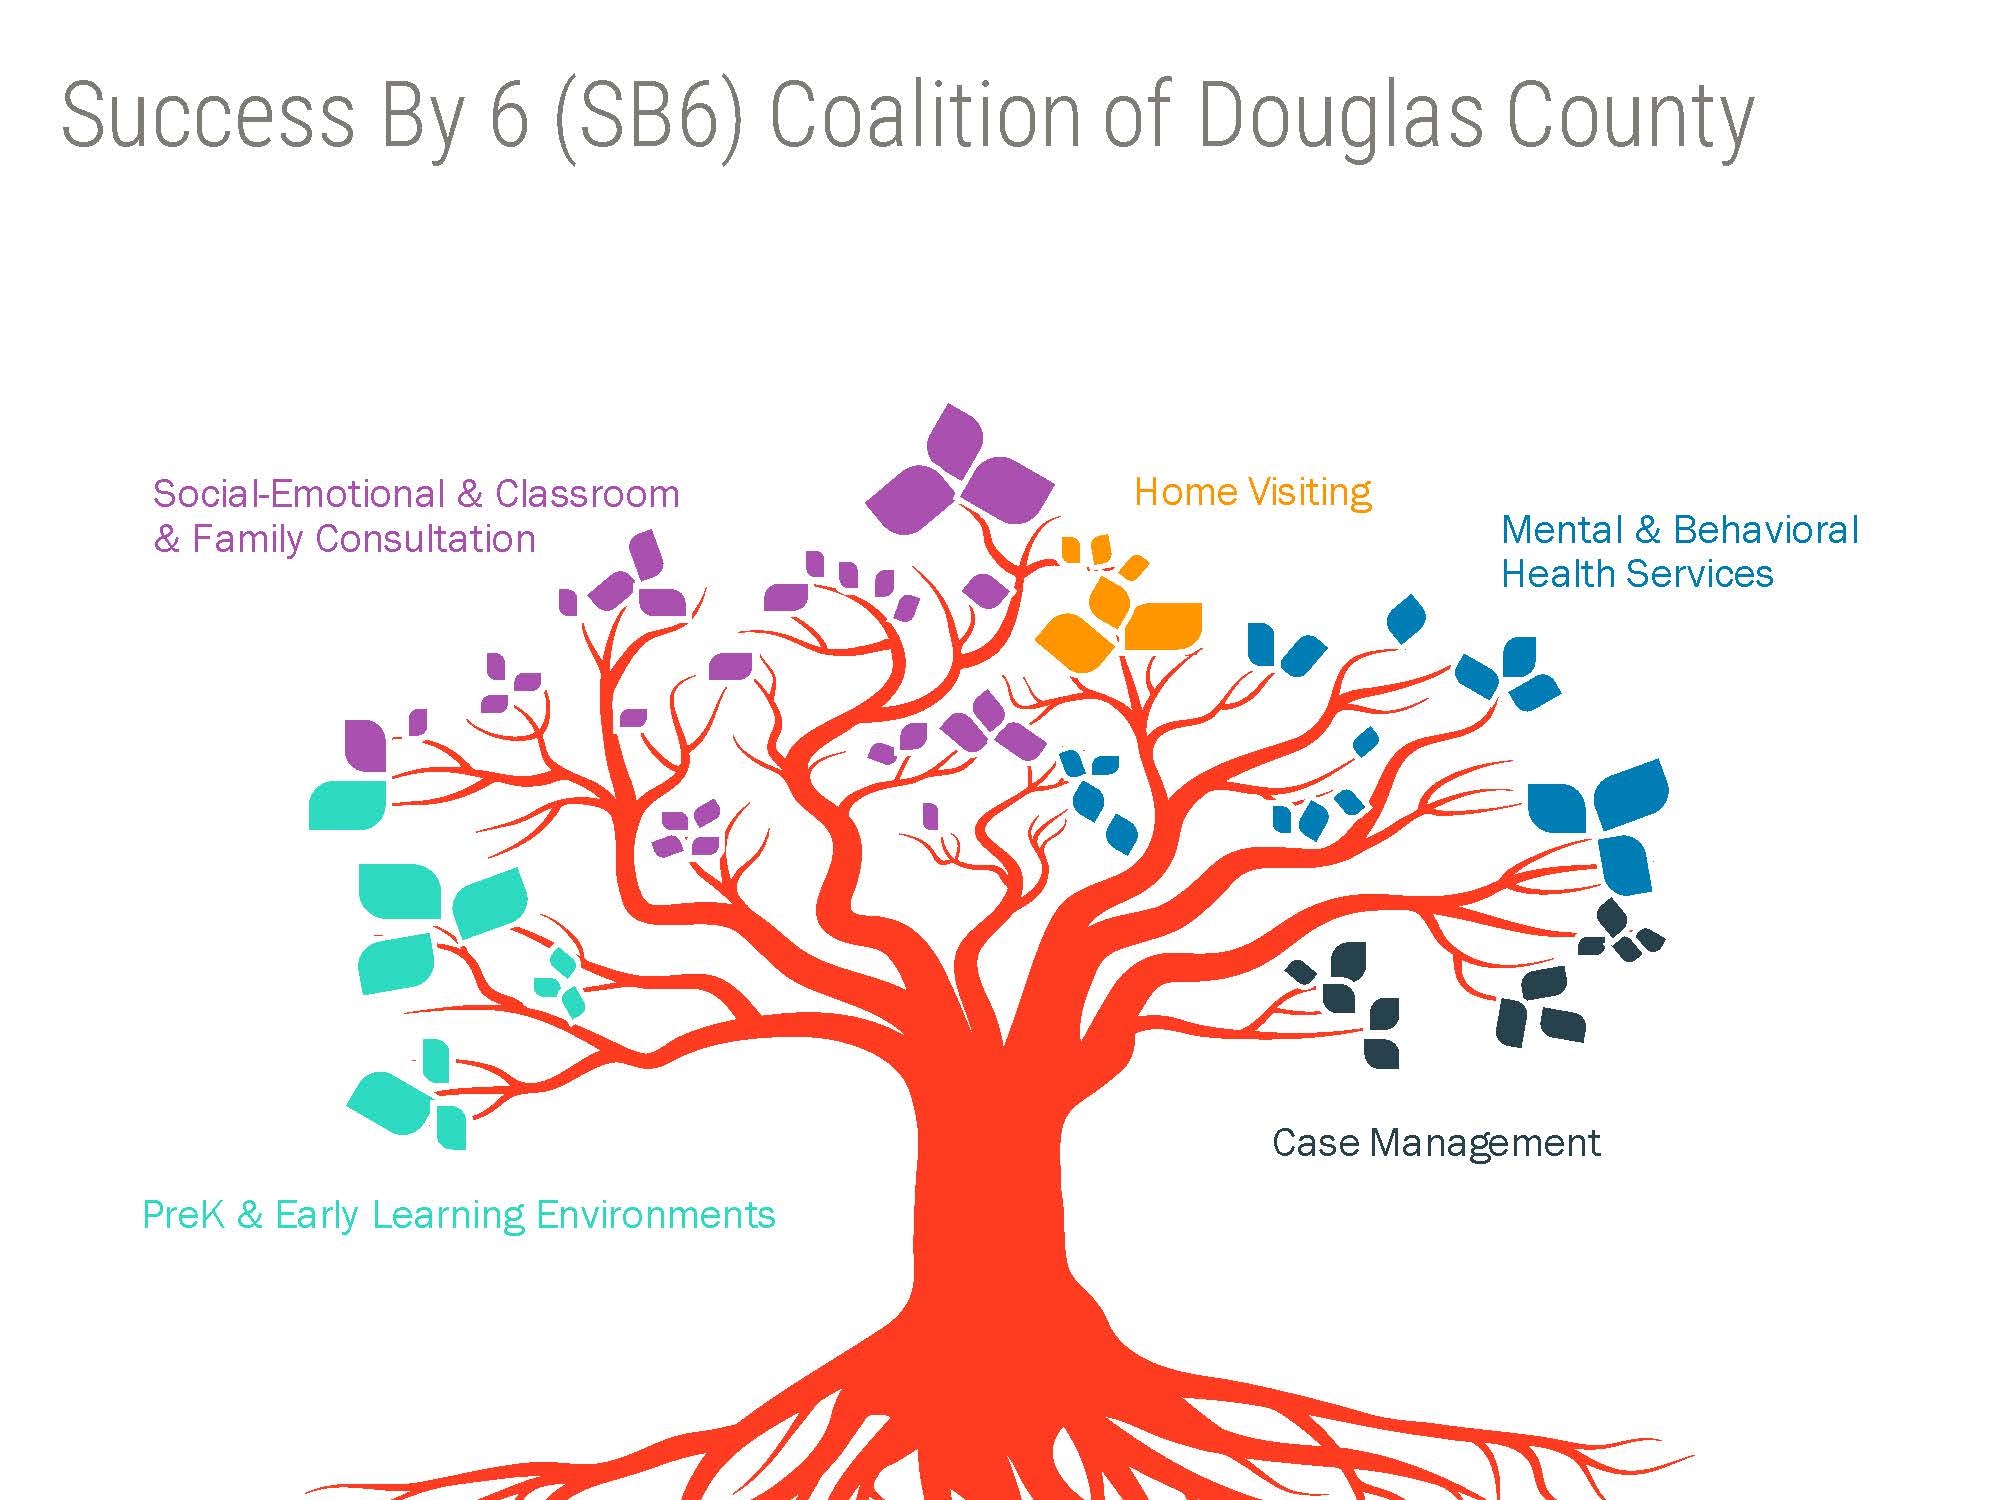 Success By 6 (SB6) Coalition of Douglas County
Social-Emotional & Classroom
& Family Consultation
Home Visiting
Mental & Behavioral
Health Services
Case Management
PreK & Early Learning Environments